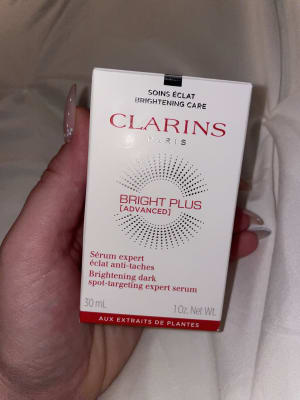 SOINS ÉCLAT
BRIGHTENING CARE
CLARINS
PARIS
BRIGHT PLUS
[ADVANCED]
Sérum expert
éclat anti-taches
Brightening dark
spot-targeting expert serum
30 mL 1 Oz. Net Wt.
AUX EXTRAITS DE PLANTES